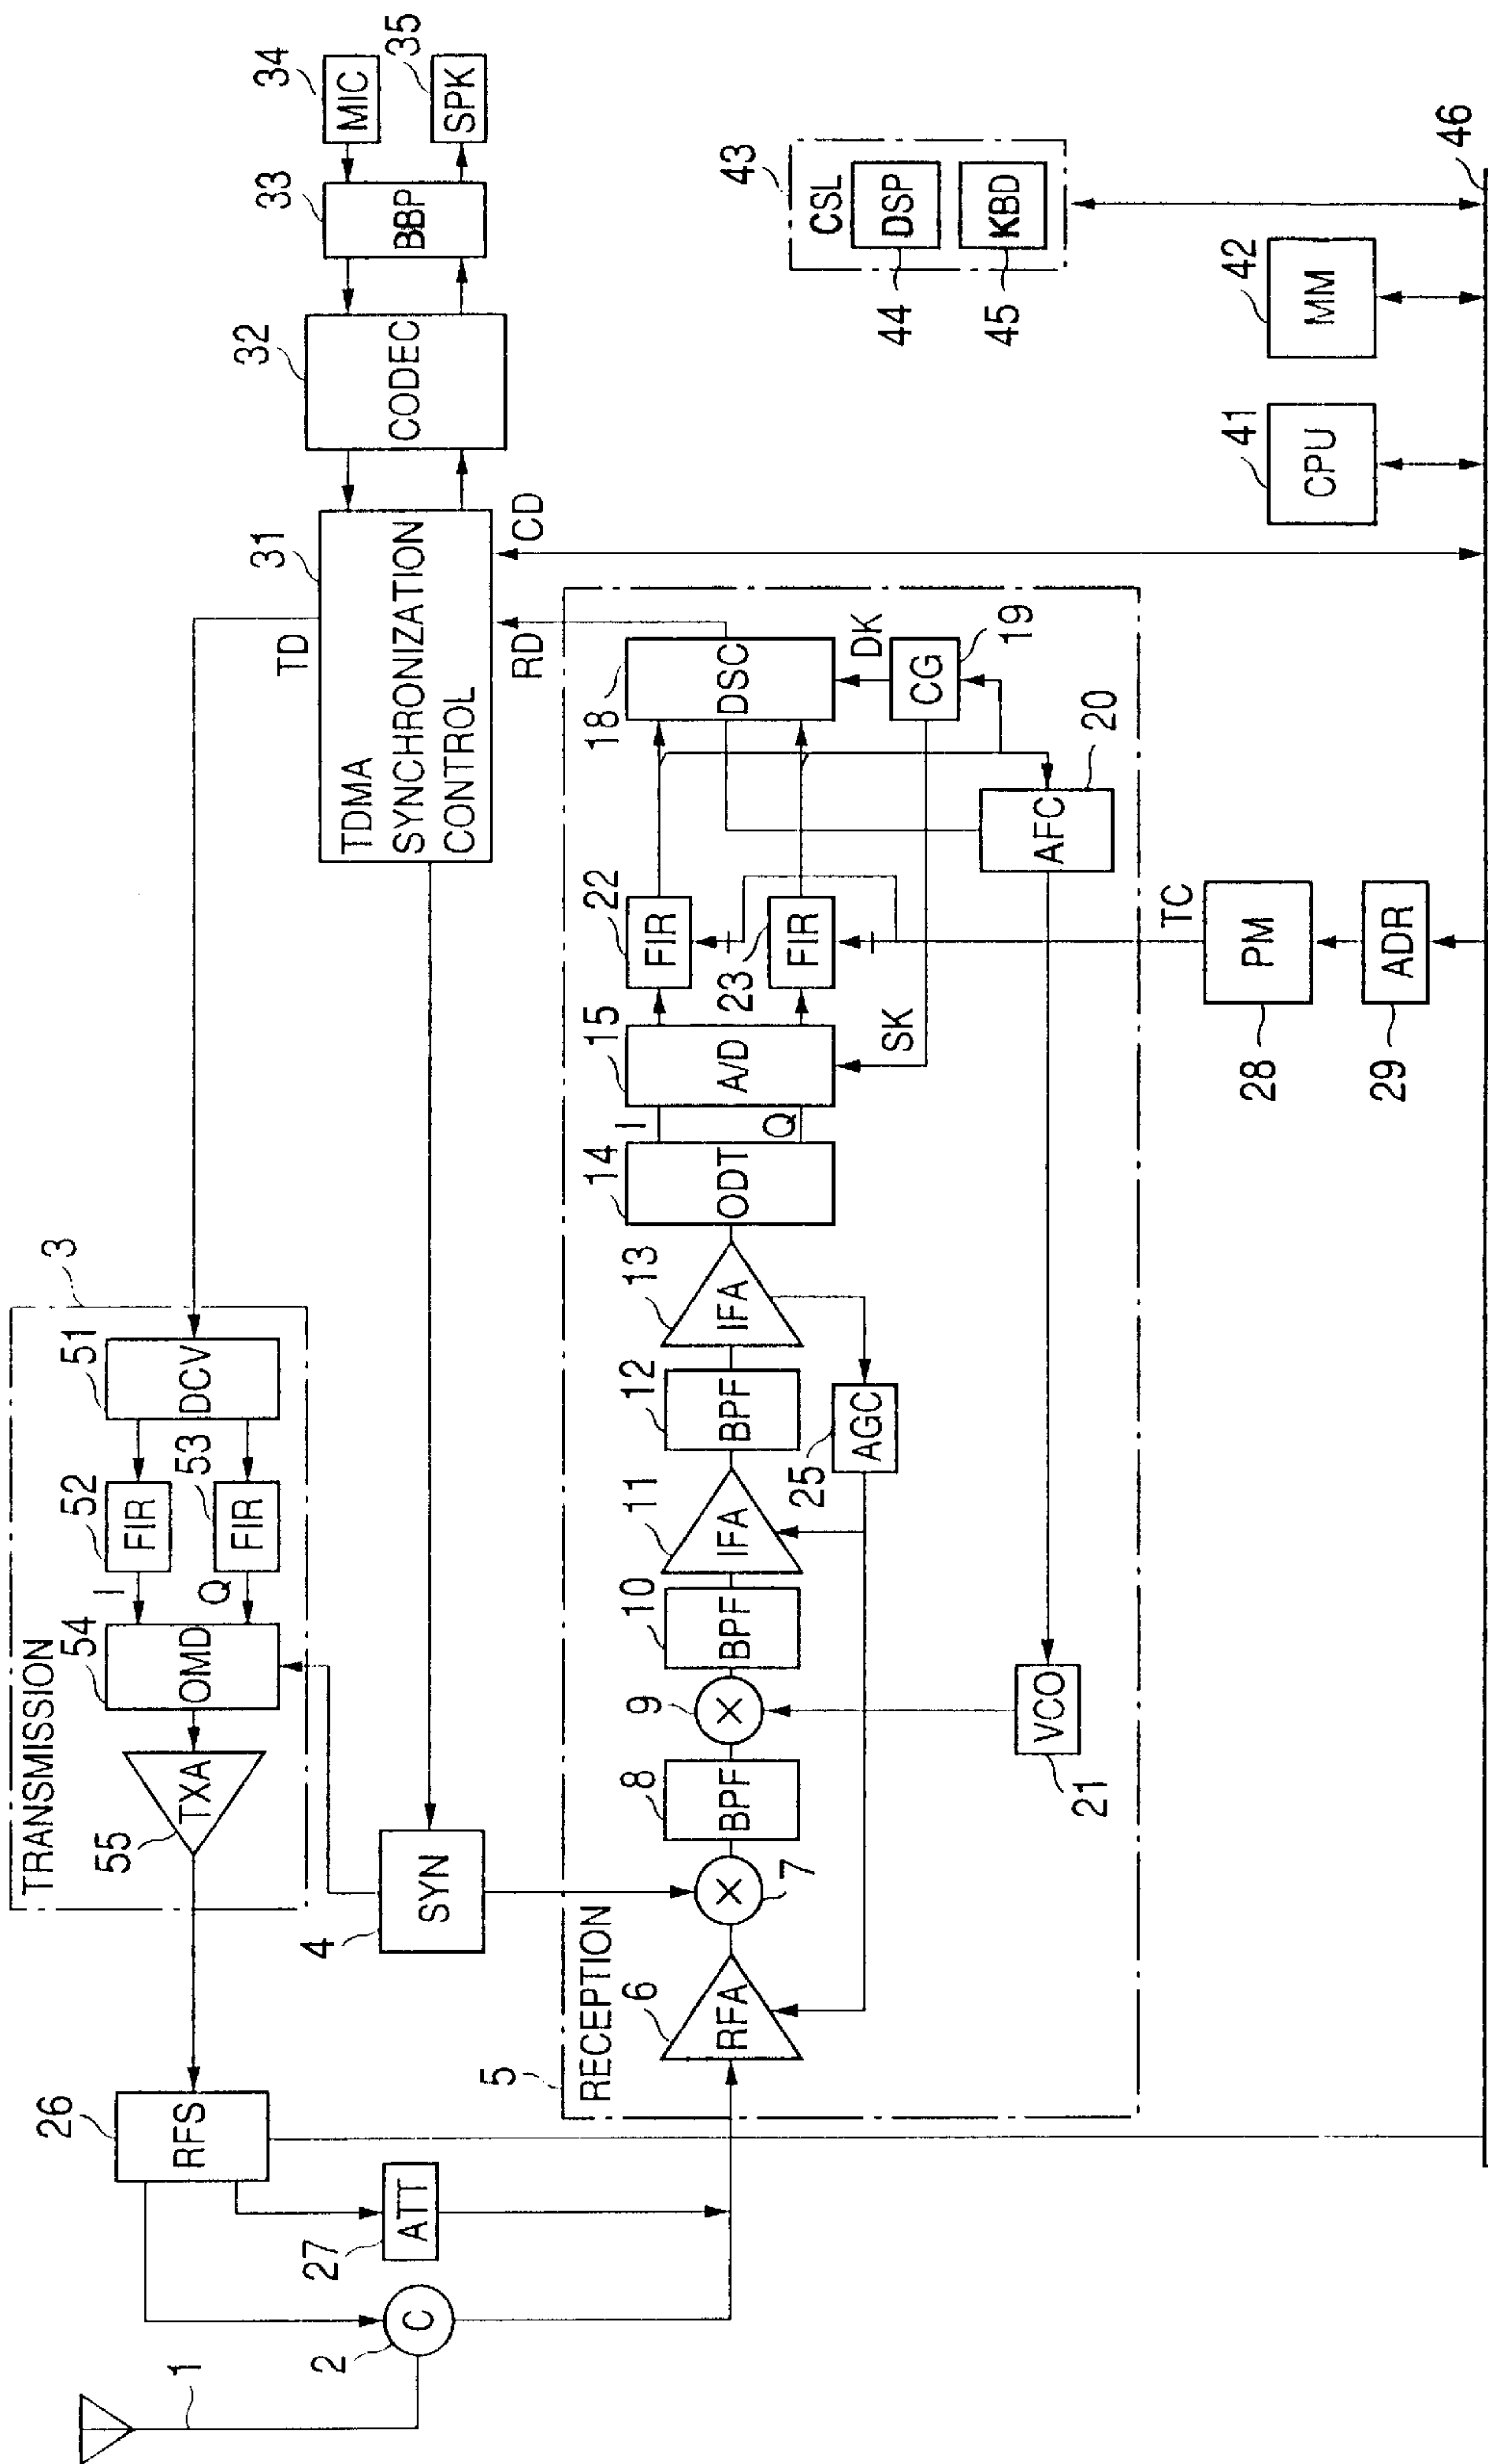 1
2
C
26
RFS
27
ATT
TRANSMISSION
3
55
TXA
54
OMD
I
Q
52
FIR
53
FIR
51
DCV
4
SYN
TD
31
TDMA
SYNCHRONIZATION
CONTROL
RD
CD
32
CODEC
33
BBP
34
MIC
35
SPK
5
RECEPTION
6
RFA
7
×
8
BPF
9
×
10
BPF
11
IFA
12
BPF
13
IFA
25
AGC
14
ODT
I
Q
15
A/D
SK
22
FIR
23
FIR
18
DSC
DK
CG
19
AFC
20
VCO
21
TC
PM
28
ADR
29
41
CPU
42
MM
43
CSL
DSP
44
KBD
45
46